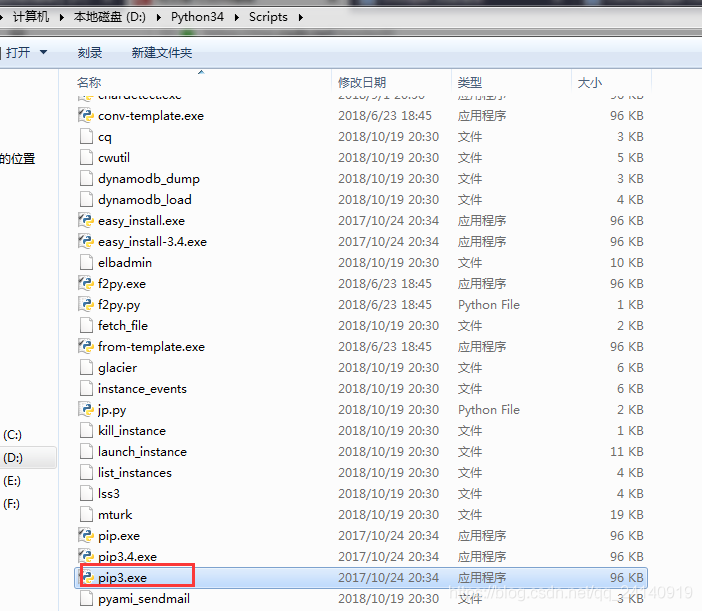 计算机 ▸ 本地磁盘 (D:) ▸ Python34 ▸ Scripts ▸
打开 刻录 新建文件夹
名称 修改日期 类型 大小
chardetect.exe 2018/9/1 20:50 应用程序 96 KB
conv-template.exe 2018/6/23 18:45 应用程序 96 KB
cq 2018/10/19 20:30 文件 3 KB
的位置 cwutil 2018/10/19 20:30 文件 5 KB
dynamodb_dump 2018/10/19 20:30 文件 3 KB
dynamodb_load 2018/10/19 20:30 文件 4 KB
easy_install.exe 2017/10/24 20:34 应用程序 96 KB
easy_install-3.4.exe 2017/10/24 20:34 应用程序 96 KB
elbadmin 2018/10/19 20:30 文件 10 KB
f2py.exe 2018/6/23 18:45 应用程序 96 KB
f2py.py 2018/6/23 18:45 Python File 1 KB
fetch_file 2018/10/19 20:30 文件 2 KB
from-template.exe 2018/6/23 18:45 应用程序 96 KB
glacier 2018/10/19 20:30 文件 6 KB
instance_events 2018/10/19 20:30 文件 6 KB
jp.py 2018/10/19 20:30 Python File 2 KB
(C:) kill_instance 2018/10/19 20:30 文件 1 KB
(D:) launch_instance 2018/10/19 20:30 文件 11 KB
(E:) list_instances 2018/10/19 20:30 文件 4 KB
(F:) lss3 2018/10/19 20:30 文件 4 KB
mturk 2018/10/19 20:30 文件 19 KB
pip.exe 2017/10/24 20:34 应用程序 96 KB
pip3.4.exe 2017/10/24 20:34 应用程序 96 KB
pip3.exe 2017/10/24 20:34 应用程序 96 KB
pyami_sendmail 2018/10/19 20:30 文件 3 KB